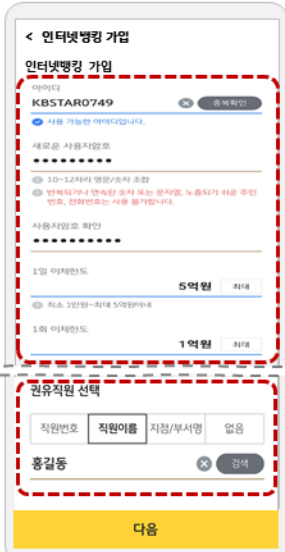 < 인터넷뱅킹 가입
인터넷뱅킹 가입
아이디
KBSTAR0749 중복확인
사용 가능한 아이디입니다.
새로운 사용자암호
●●●●●●●●●
10~12자리 영문/숫자 조합
반복되거나 연속된 숫자 또는 문자열, 노출되기 쉬운 주민
번호, 전화번호는 사용 불가합니다.
사용자암호 확인
●●●●●●●●●●
1일 이체한도
5억원 최대
최소 1만원~최대 5억원이내
1회 이체한도
1억원 최대
권유직원 선택
직원번호 직원이름 지점/부서명 없음
홍길동 검색
다음